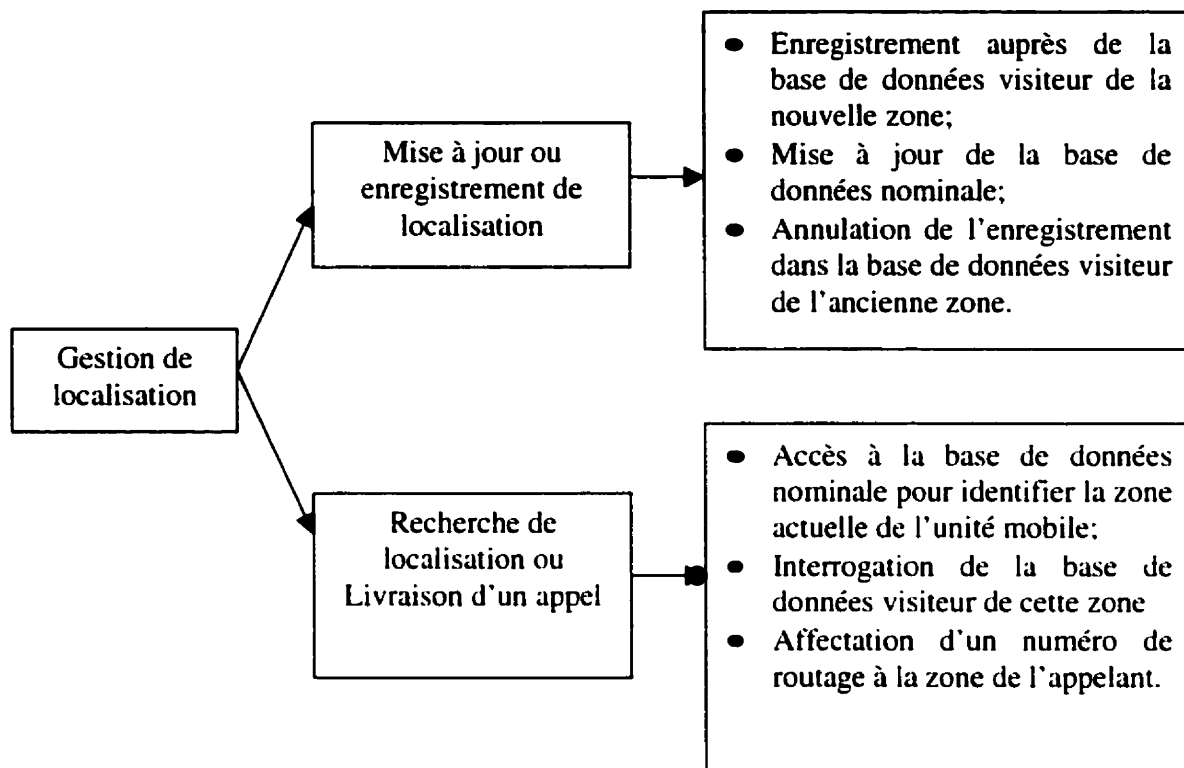 Gestion de
localisation
Mise à jour ou
enregistrement de
localisation
• Enregistrement auprès de la
base de données visiteur de la
nouvelle zone;
• Mise à jour de la base de
données nominale;
• Annulation de l'enregistrement
dans la base de données visiteur
de l'ancienne zone.
Recherche de
localisation ou
Livraison d'un appel
• Accès à la base de données
nominale pour identifier la zone
actuelle de l'unité mobile;
• Interrogation de la base de
données visiteur de cette zone
• Affectation d'un numéro de
routage à la zone de l'appelant.